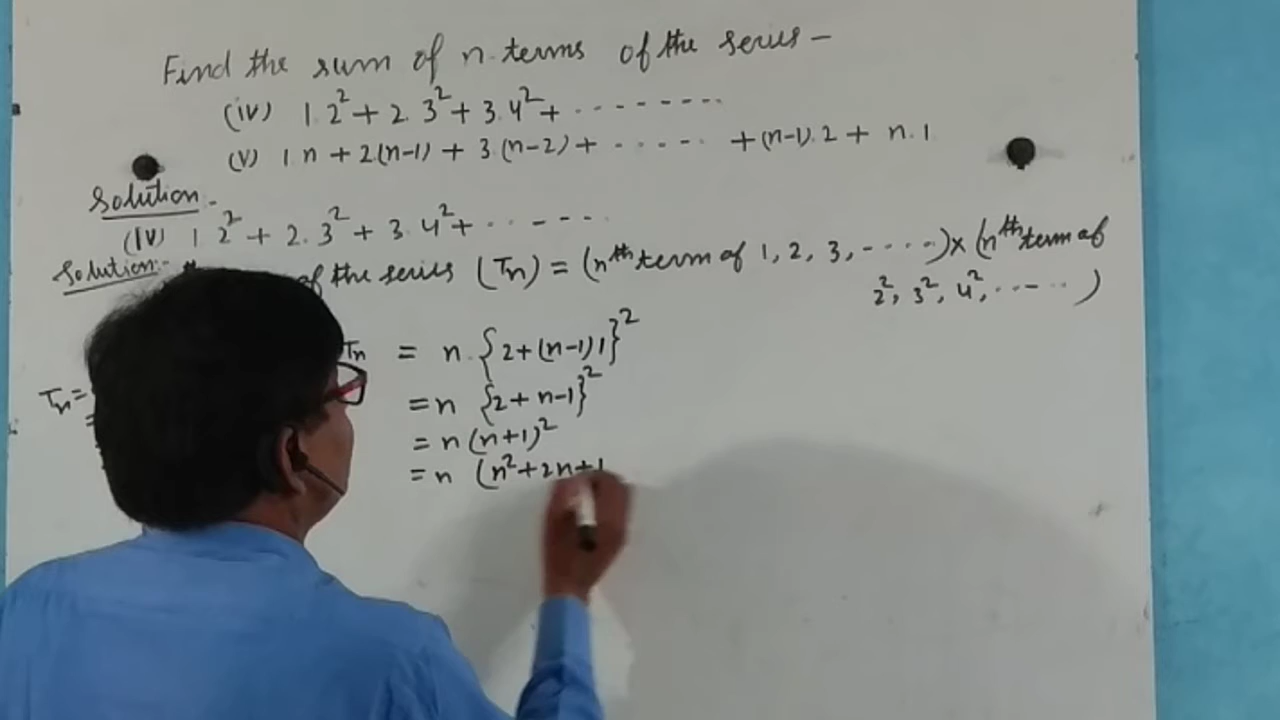 Find the sum of n terms of the series –
(iv) 1.2² + 2.3² + 3.4² + .........
(v) 1.n + 2(n-1) + 3.(n-2) + ...... + (n-1).2 + n.1
Solution -
(iv) 1.2² + 2.3² + 3.4² + .......
Solution:- of the series (Tn) = (nth term of 1, 2, 3, ......) × (nth term of
2², 3², 4², ......)
Tn = n.{2+(n-1)1}²
Tn =
= n {2+n-1}²
= n(n+1)²
= n (n²+2n+1